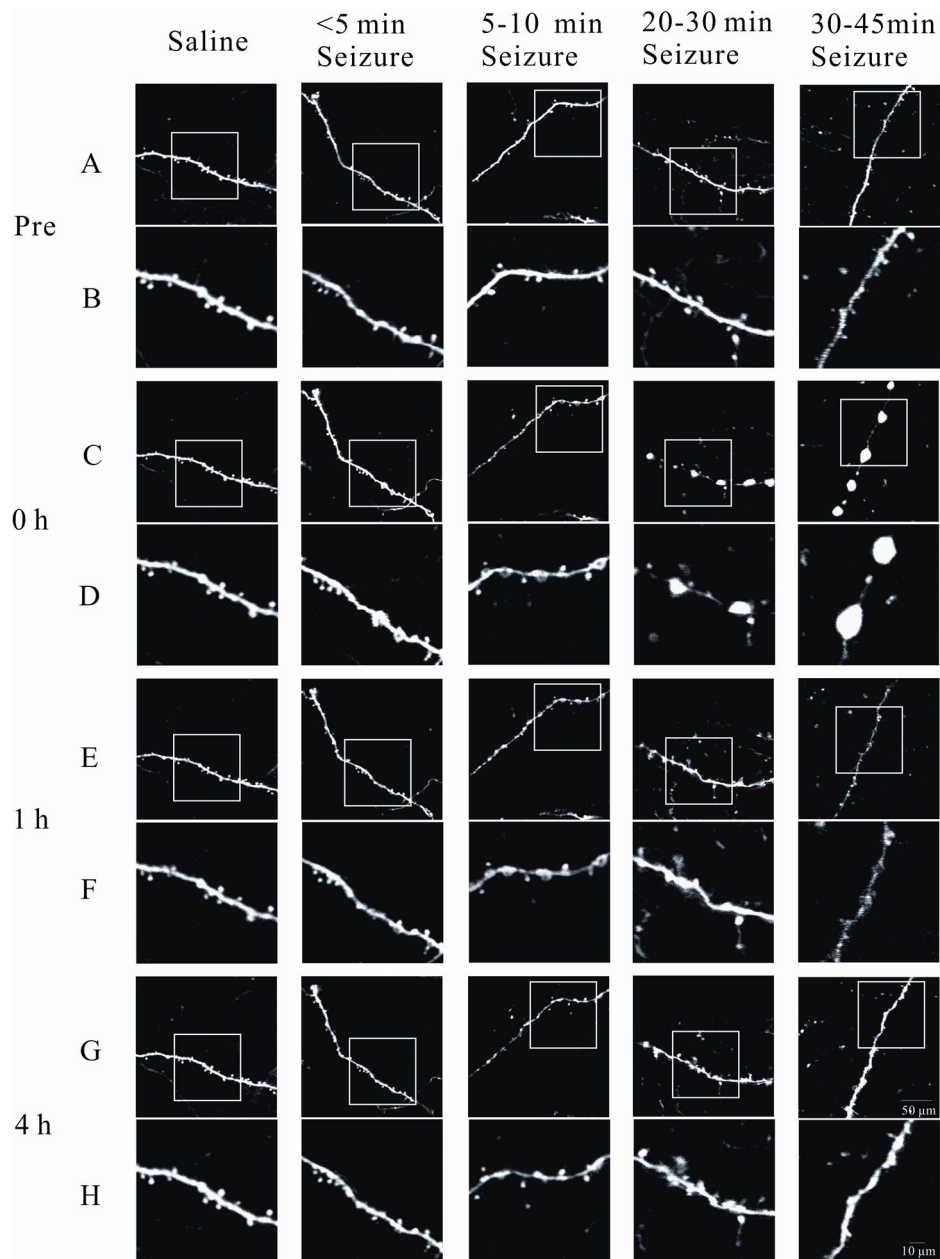 Saline
<5 min
Seizure
5-10 min
Seizure
20-30 min
Seizure
30-45min
Seizure
A
Pre
B
C
0 h
D
E
1 h
F
G
50 μm
4 h
H
10 μm